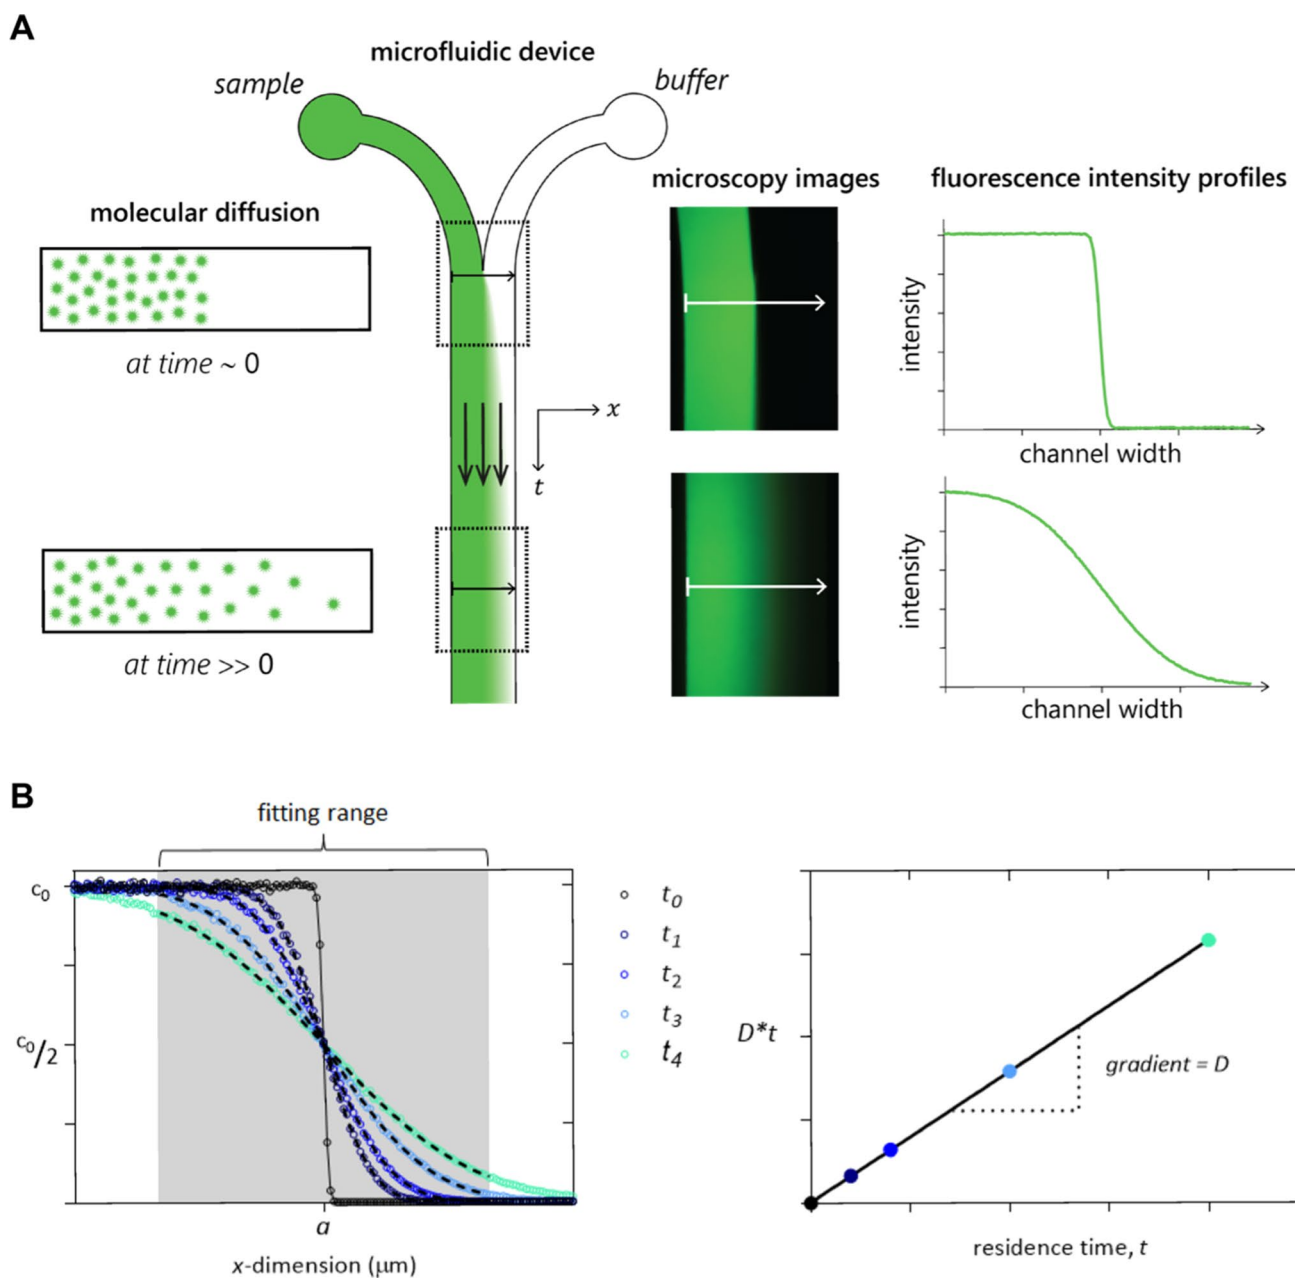 A
microfluidic device
sample
buffer
microscopy images
fluorescence intensity profiles
molecular diffusion
at time ~ 0
x
t
intensity
channel width
at time >> 0
intensity
channel width
B
fitting range
c₀
c₀/2
a
x-dimension (μm)
t₀
t₁
t₂
t₃
t₄
D*t
gradient = D
residence time, t